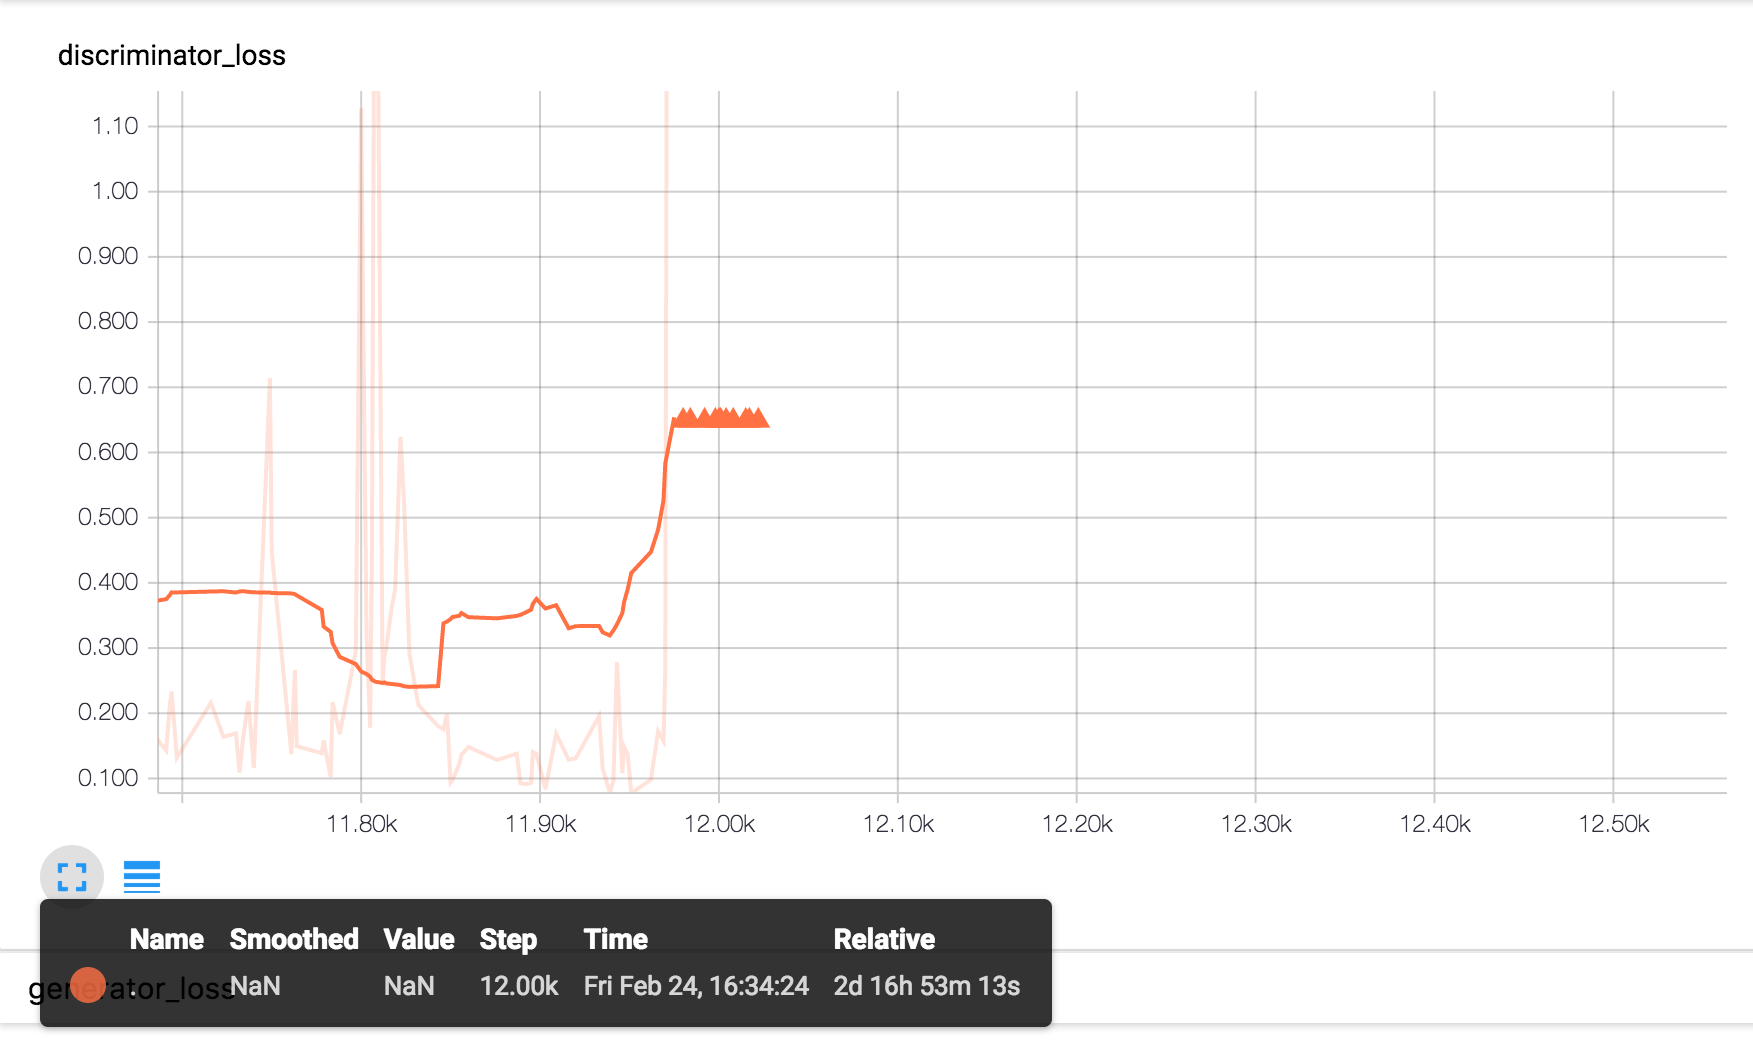 discriminator_loss
1.10
1.00
0.900
0.800
0.700
0.600
0.500
0.400
0.300
0.200
0.100
11.80k 11.90k 12.00k 12.10k 12.20k 12.30k 12.40k 12.50k
Name Smoothed Value Step Time Relative
. NaN NaN 12.00k Fri Feb 24, 16:34:24 2d 16h 53m 13s
generator_loss